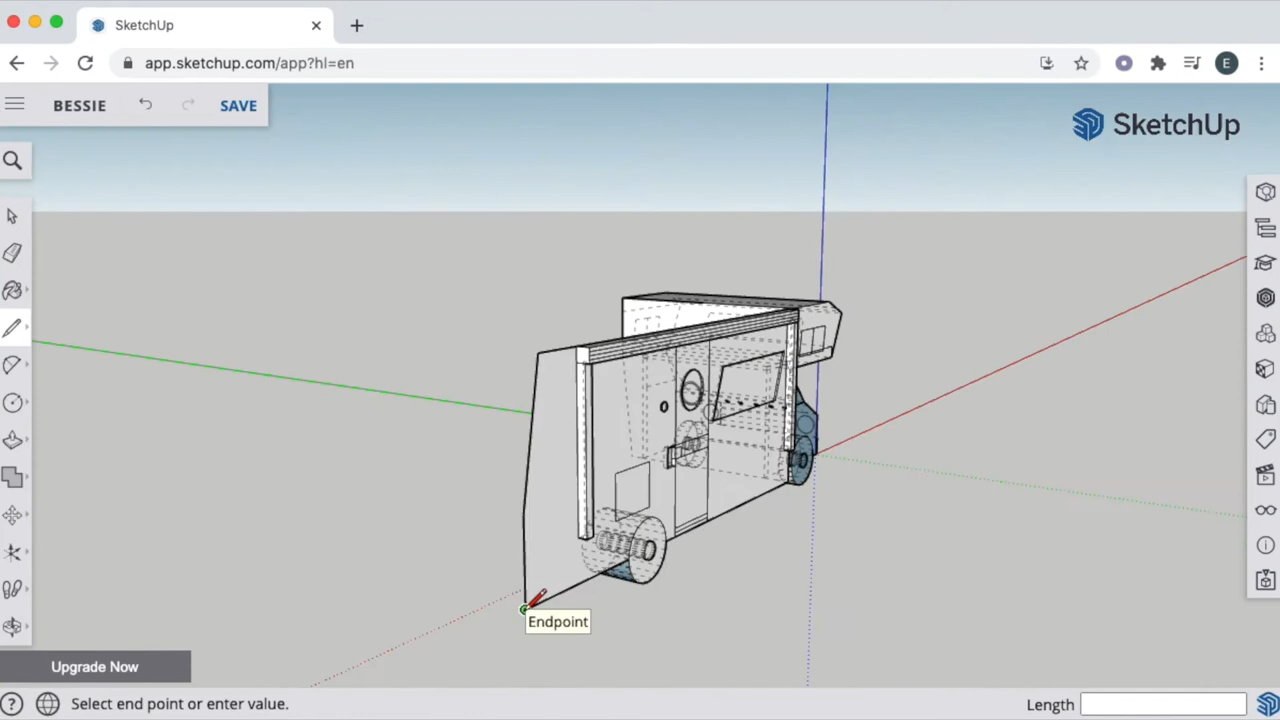 SketchUp
app.sketchup.com/app?hl=en
E
BESSIE
SAVE
SketchUp
Endpoint
Upgrade Now
Select end point or enter value.
Length